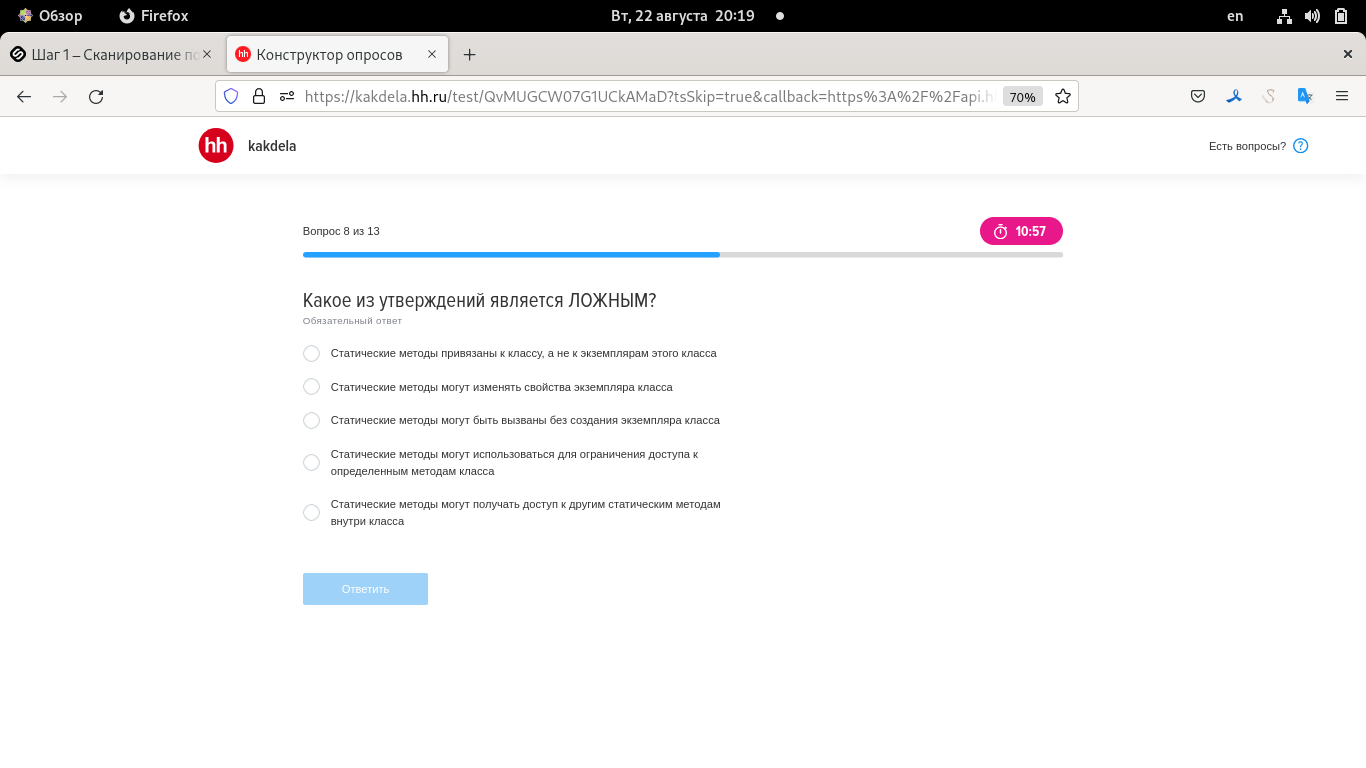 Обзор
Firefox
Вт, 22 августа 20:19
en
Шаг 1 – Сканирование по
Конструктор опросов
https://kakdela.hh.ru/test/QvMUGCW07G1UCkAMaD?tsSkip=true&callback=https%3A%2F%2Fapi.h
70%
hh
kakdela
Есть вопросы?
Вопрос 8 из 13
10:57
Какое из утверждений является ЛОЖНЫМ?
Обязательный ответ
Статические методы привязаны к классу, а не к экземплярам этого класса
Статические методы могут изменять свойства экземпляра класса
Статические методы могут быть вызваны без создания экземпляра класса
Статические методы могут использоваться для ограничения доступа к
определенным методам класса
Статические методы могут получать доступ к другим статическим методам
внутри класса
Ответить